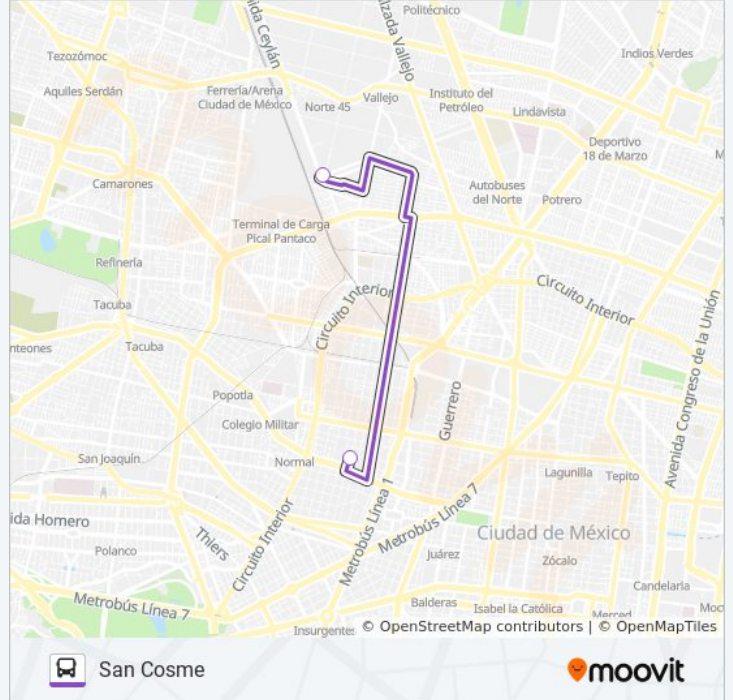 Politécnico
ida Ceylán
alzada Vallejo
Tezozómoc
Indios Verdes
Aquiles Serdán
Ferrería/Arena
Ciudad de México
Norte 45
Vallejo
Instituto del
Petróleo
Lindavista
Deportivo
18 de Marzo
M
Camarones
Autobuses
del Norte
Potrero
Terminal de Carga
Pical Pantaco
Refinería
Circuito Interior
Circuito Interior
Tacuba
nteones
Tacuba
Avenida Congreso de la Unión
Popotla
Guerrero
Colegio Militar
San Joaquín
Normal
Lagunilla
Tepito
ida Homero
Thiers
Circuito Interior
Metrobús Línea 1
Metrobús Línea 7
Ciudad de México
Polanco
Juárez
Zócalo
Candelaria
Metrobús Línea 7
Balderas
Isabel la Católica
Merced
Moc
Insurgentes
© OpenStreetMap contributors | © OpenMapTiles
San Cosme
moovit